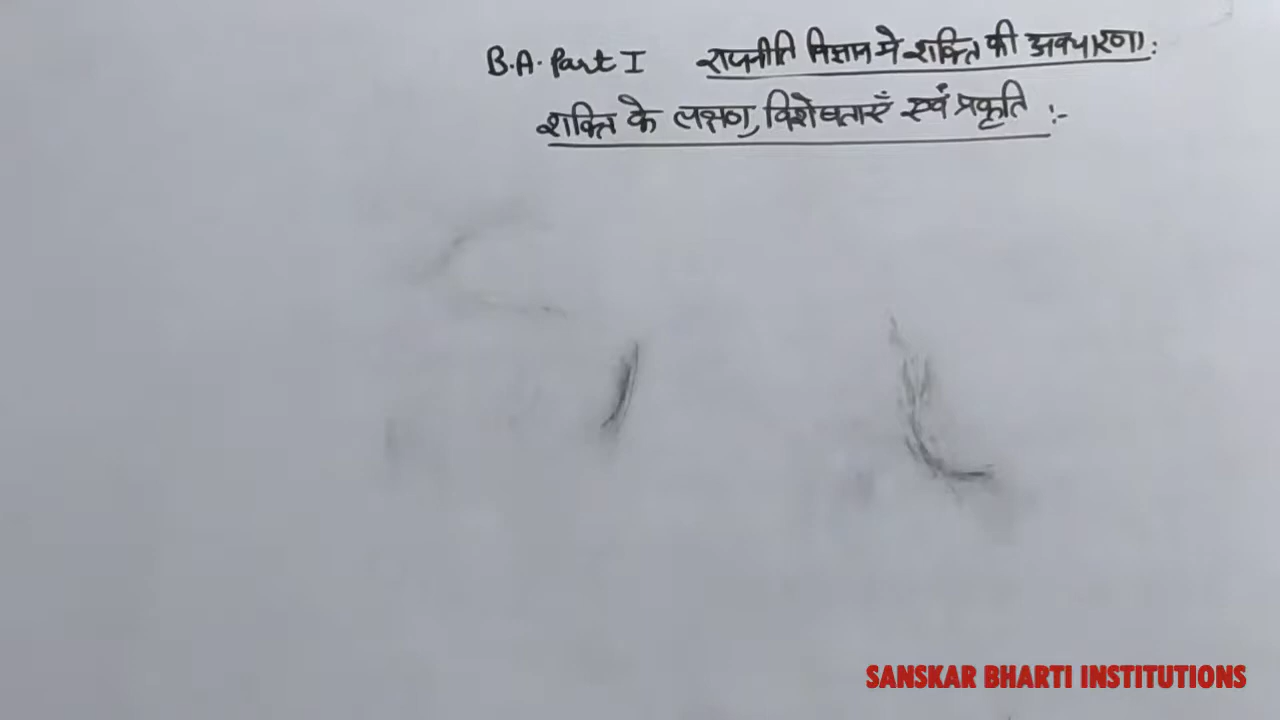 B.A. Part I राजनीति विज्ञान मे शक्ति की अवधारणा :
शक्ति के लक्षण, विशेषताएँ एवं प्रकृति :-
SANSKAR BHARTI INSTITUTIONS